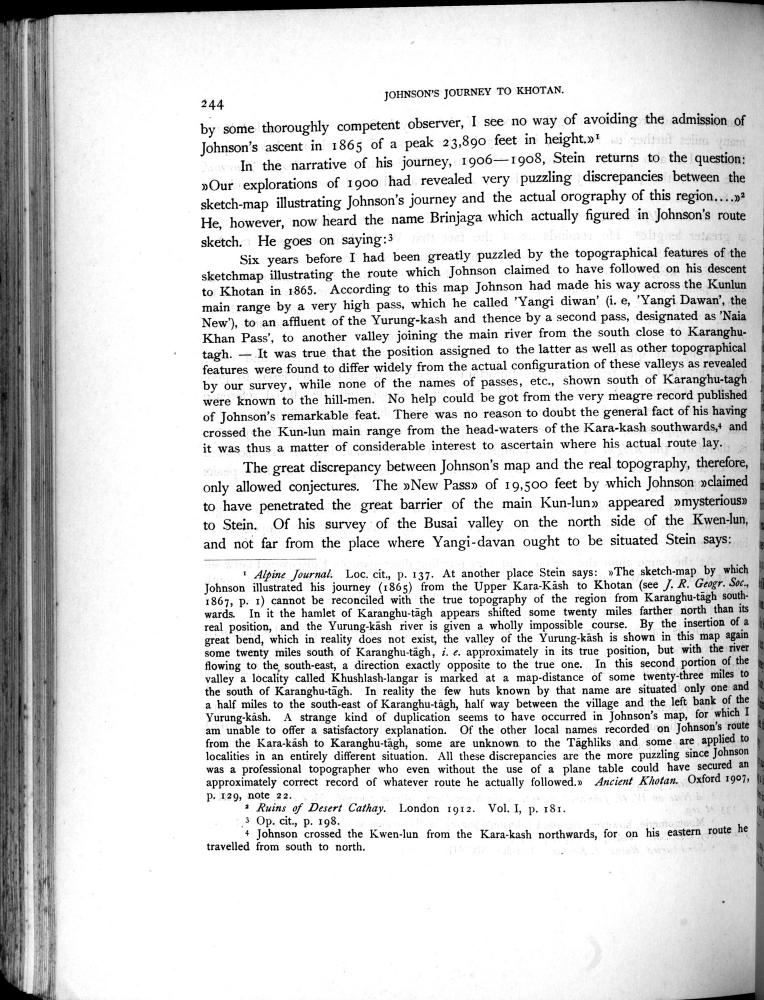 244
JOHNSON'S JOURNEY TO KHOTAN.
by some thoroughly competent observer, I see no way of avoiding the admission of
Johnson's ascent in 1865 of a peak 23,890 feet in height.»¹
In the narrative of his journey, 1906—1908, Stein returns to the question:
»Our explorations of 1900 had revealed very puzzling discrepancies between the
sketch-map illustrating Johnson's journey and the actual orography of this region....»²
He, however, now heard the name Brinjaga which actually figured in Johnson's route
sketch. He goes on saying:³
Six years before I had been greatly puzzled by the topographical features of the
sketchmap illustrating the route which Johnson claimed to have followed on his descent
to Khotan in 1865. According to this map Johnson had made his way across the Kunlun
main range by a very high pass, which he called 'Yangi diwan' (i. e, 'Yangi Dawan', the
New'), to an affluent of the Yurung-kash and thence by a second pass, designated as 'Naia
Khan Pass', to another valley joining the main river from the south close to Karanghu-
tagh. — It was true that the position assigned to the latter as well as other topographical
features were found to differ widely from the actual configuration of these valleys as revealed
by our survey, while none of the names of passes, etc., shown south of Karanghu-tagh
were known to the hill-men. No help could be got from the very meagre record published
of Johnson's remarkable feat. There was no reason to doubt the general fact of his having
crossed the Kun-lun main range from the head-waters of the Kara-kash southwards,⁴ and
it was thus a matter of considerable interest to ascertain where his actual route lay.
The great discrepancy between Johnson's map and the real topography, therefore,
only allowed conjectures. The »New Pass» of 19,500 feet by which Johnson »claimed
to have penetrated the great barrier of the main Kun-lun» appeared »mysterious»
to Stein. Of his survey of the Busai valley on the north side of the Kwen-lun,
and not far from the place where Yangi-davan ought to be situated Stein says:
¹ Alpine Journal. Loc. cit., p. 137. At another place Stein says: »The sketch-map by which
Johnson illustrated his journey (1865) from the Upper Kara-Kāsh to Khotan (see J. R. Geogr. Soc.,
1867, p. 1) cannot be reconciled with the true topography of the region from Karanghu-tāgh south-
wards. In it the hamlet of Karanghu-tāgh appears shifted some twenty miles farther north than its
real position, and the Yurung-kāsh river is given a wholly impossible course. By the insertion of a
great bend, which in reality does not exist, the valley of the Yurung-kāsh is shown in this map again
some twenty miles south of Karanghu-tāgh, i. e. approximately in its true position, but with the river
flowing to the south-east, a direction exactly opposite to the true one. In this second portion of the
valley a locality called Khushlash-langar is marked at a map-distance of some twenty-three miles to
the south of Karanghu-tāgh. In reality the few huts known by that name are situated only one and
a half miles to the south-east of Karanghu-tāgh, half way between the village and the left bank of the
Yurung-kāsh. A strange kind of duplication seems to have occurred in Johnson's map, for which I
am unable to offer a satisfactory explanation. Of the other local names recorded on Johnson's route
from the Kara-kāsh to Karanghu-tāgh, some are unknown to the Tāghliks and some are applied to
localities in an entirely different situation. All these discrepancies are the more puzzling since Johnson
was a professional topographer who even without the use of a plane table could have secured an
approximately correct record of whatever route he actually followed.» Ancient Khotan. Oxford 1907,
p. 129, note 22.
² Ruins of Desert Cathay. London 1912. Vol. I, p. 181.
³ Op. cit., p. 198.
⁴ Johnson crossed the Kwen-lun from the Kara-kash northwards, for on his eastern route he
travelled from south to north.